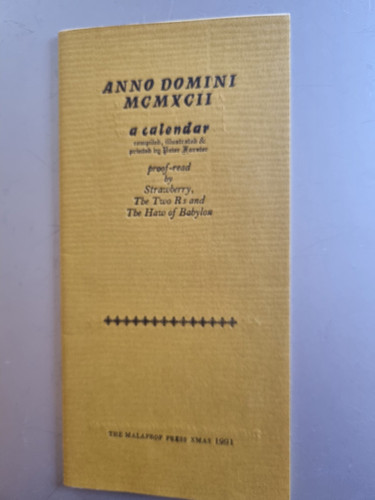 ANNO DOMINI
MCMXCII
a calendar
compiled, illustrated &
printed by Peter Forster
proof-read
by
Strawberry,
The Two Rs and
The Haw of Babylon
THE MALAPROP PRESS XMAS 1991